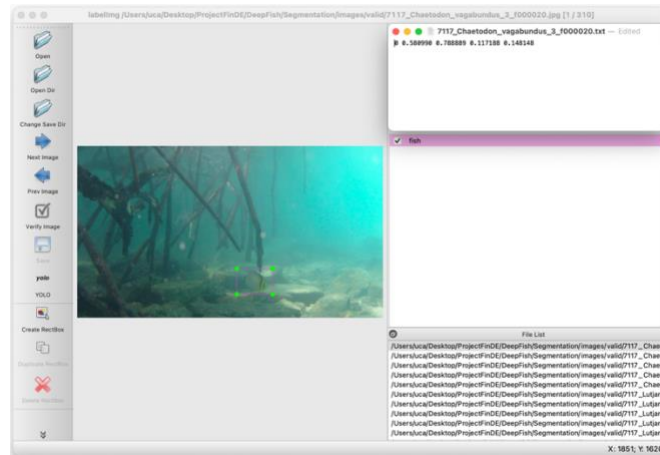 labelImg /Users/uca/Desktop/ProjectFinDE/DeepFish/Segmentation/images/valid/7117_Chaetodon_vagabundus_3_f000020.jpg [1 / 310]
Open
Open Dir
Change Save Dir
Next Image
Prev Image
Verify Image
Save
yolo
YOLO
Create RectBox
Duplicate RectBox
Delete RectBox
7117_Chaetodon_vagabundus_3_f000020.txt — Edited
0 0.580990 0.788889 0.117188 0.148148
fish
File List
/Users/uca/Desktop/ProjectFinDE/DeepFish/Segmentation/images/valid/7117_Chae
/Users/uca/Desktop/ProjectFinDE/DeepFish/Segmentation/images/valid/7117_Chae
/Users/uca/Desktop/ProjectFinDE/DeepFish/Segmentation/images/valid/7117_Chae
/Users/uca/Desktop/ProjectFinDE/DeepFish/Segmentation/images/valid/7117_Chae
/Users/uca/Desktop/ProjectFinDE/DeepFish/Segmentation/images/valid/7117_Chae
/Users/uca/Desktop/ProjectFinDE/DeepFish/Segmentation/images/valid/7117_Lutjar
/Users/uca/Desktop/ProjectFinDE/DeepFish/Segmentation/images/valid/7117_Lutjar
/Users/uca/Desktop/ProjectFinDE/DeepFish/Segmentation/images/valid/7117_Lutjar
/Users/uca/Desktop/ProjectFinDE/DeepFish/Segmentation/images/valid/7117_Lutjar
/Users/uca/Desktop/ProjectFinDE/DeepFish/Segmentation/images/valid/7117_Lutjar
X: 1851; Y: 1628